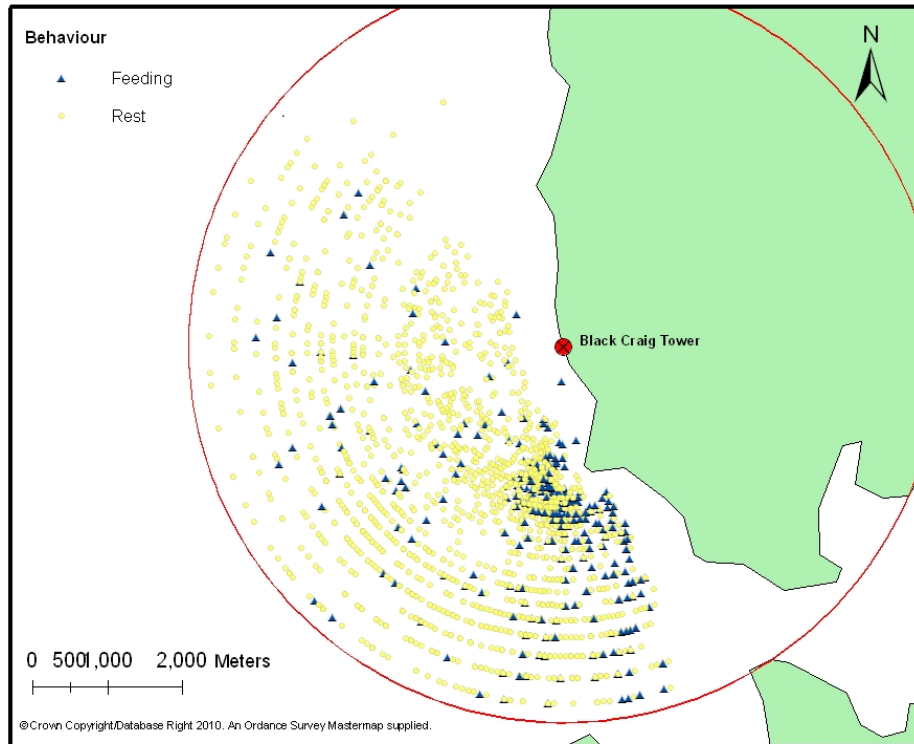 Behaviour
Feeding
Rest
N
Black Craig Tower
0 5001,000 2,000 Meters
©Crown Copyright/Database Right 2010. An Ordance Survey Mastermap supplied.